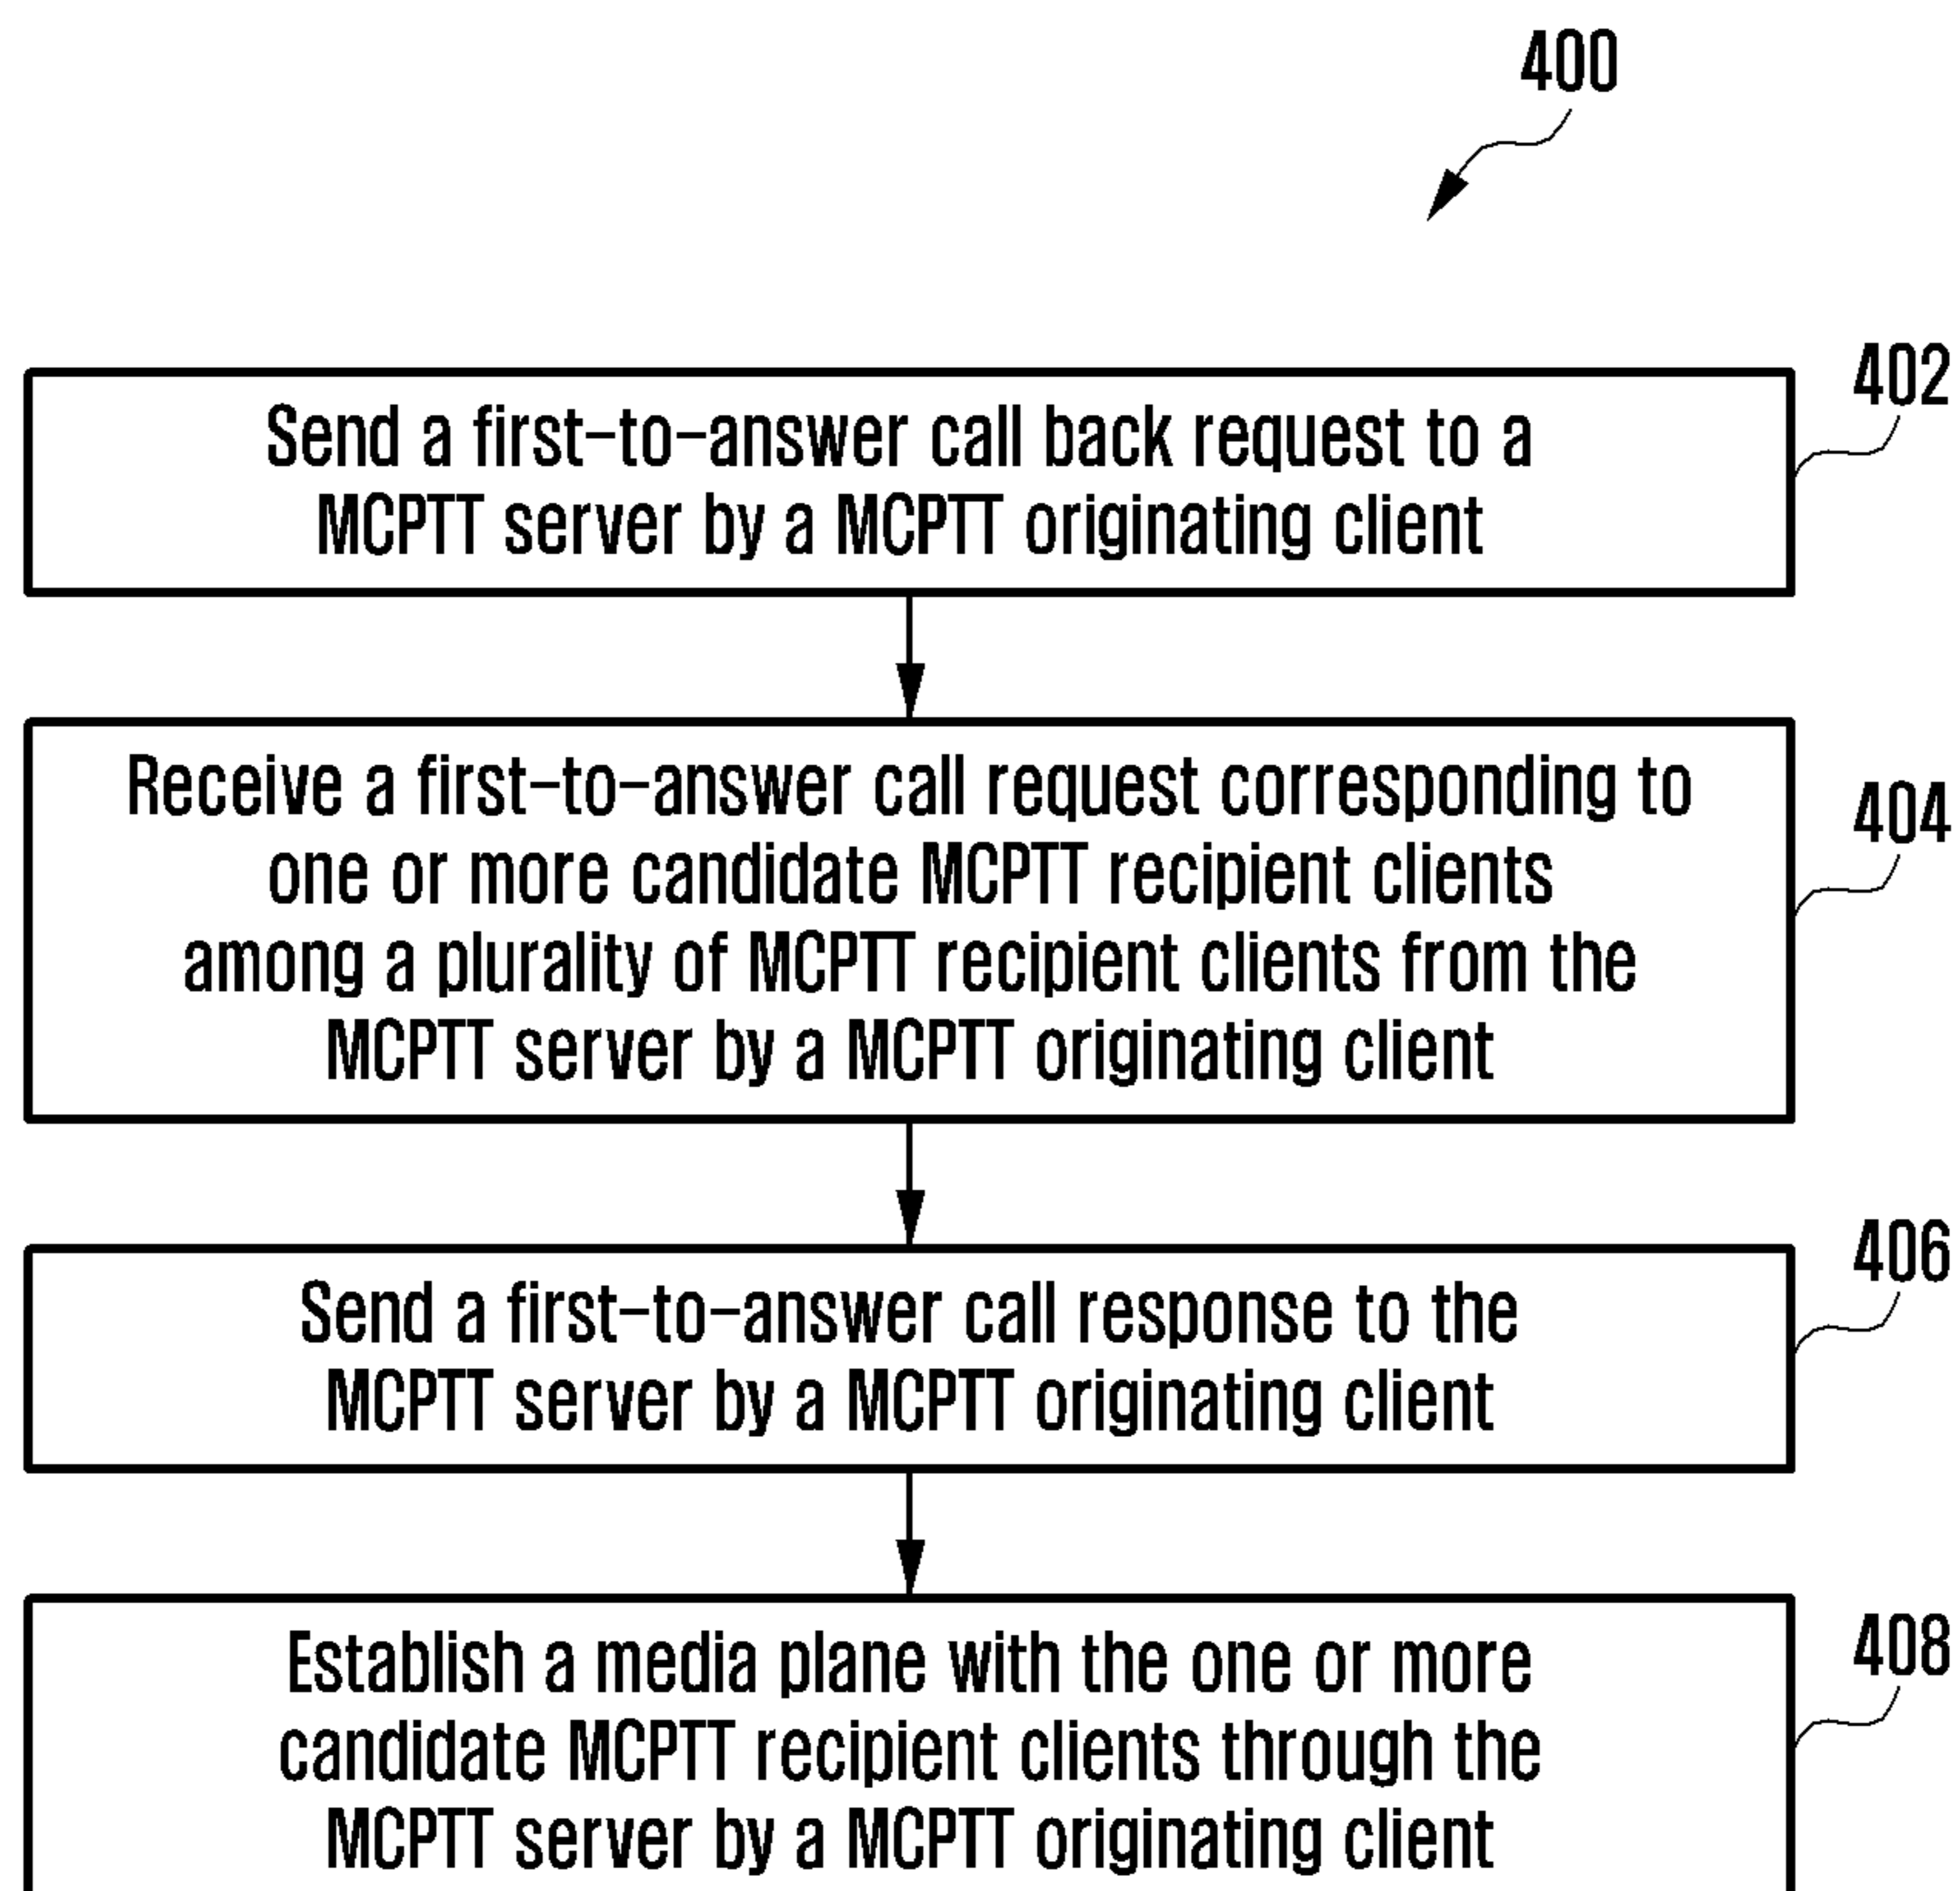 400
402
Send a first-to-answer call back request to a
MCPTT server by a MCPTT originating client
404
Receive a first-to-answer call request corresponding to
one or more candidate MCPTT recipient clients
among a plurality of MCPTT recipient clients from the
MCPTT server by a MCPTT originating client
406
Send a first-to-answer call response to the
MCPTT server by a MCPTT originating client
408
Establish a media plane with the one or more
candidate MCPTT recipient clients through the
MCPTT server by a MCPTT originating client